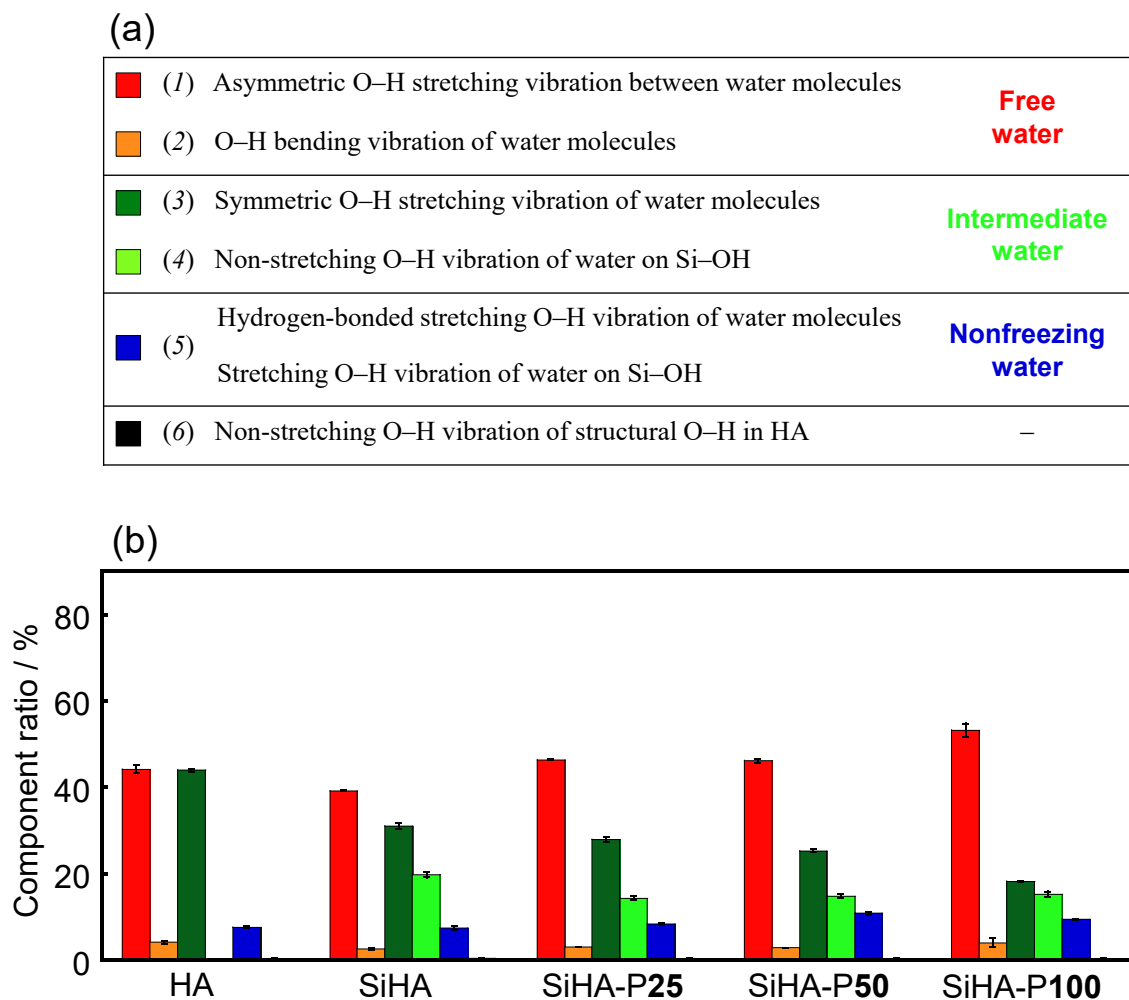 (a)
(1) Asymmetric O–H stretching vibration between water molecules
(2) O–H bending vibration of water molecules
Free
water
(3) Symmetric O–H stretching vibration of water molecules
(4) Non-stretching O–H vibration of water on Si–OH
Intermediate
water
(5) Hydrogen-bonded stretching O–H vibration of water molecules
Stretching O–H vibration of water on Si–OH
Nonfreezing
water
(6) Non-stretching O–H vibration of structural O–H in HA –
(b)
Component ratio / %
80
60
40
20
0
HA SiHA SiHA-P25 SiHA-P50 SiHA-P100